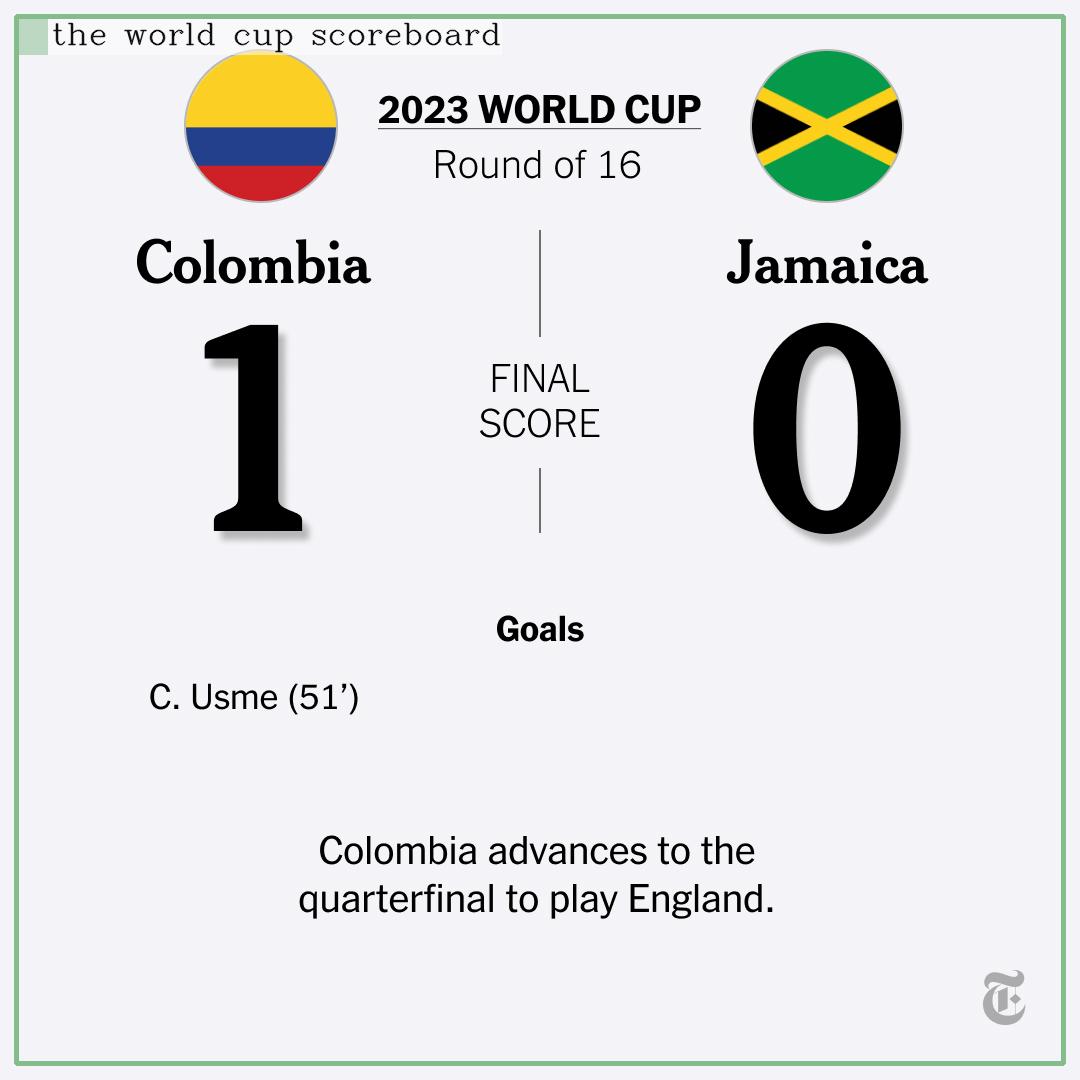 the world cup scoreboard
2023 WORLD CUP
Round of 16
Colombia
Jamaica
1
FINAL
SCORE
0
Goals
C. Usme (51’)
Colombia advances to the
quarterfinal to play England.
T